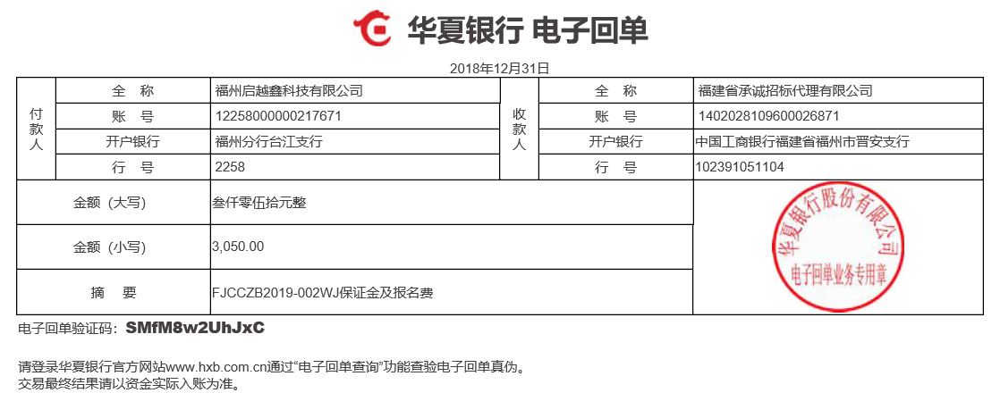 华夏银行 电子回单
2018年12月31日
付款人
全 称 福州启越鑫科技有限公司
账 号 12258000000217671
开户银行 福州分行台江支行
行 号 2258
收款人
全 称 福建省承诚招标代理有限公司
账 号 1402028109600026871
开户银行 中国工商银行福建省福州市晋安支行
行 号 102391051104
金额（大写） 叁仟零伍拾元整
金额（小写） 3,050.00
摘 要 FJCCZB2019-002WJ保证金及报名费
华夏银行股份有限公司
电子回单业务专用章
电子回单验证码：SMfM8w2UhJxC
请登录华夏银行官方网站www.hxb.com.cn通过“电子回单查询”功能查验电子回单真伪。
交易最终结果请以资金实际入账为准。